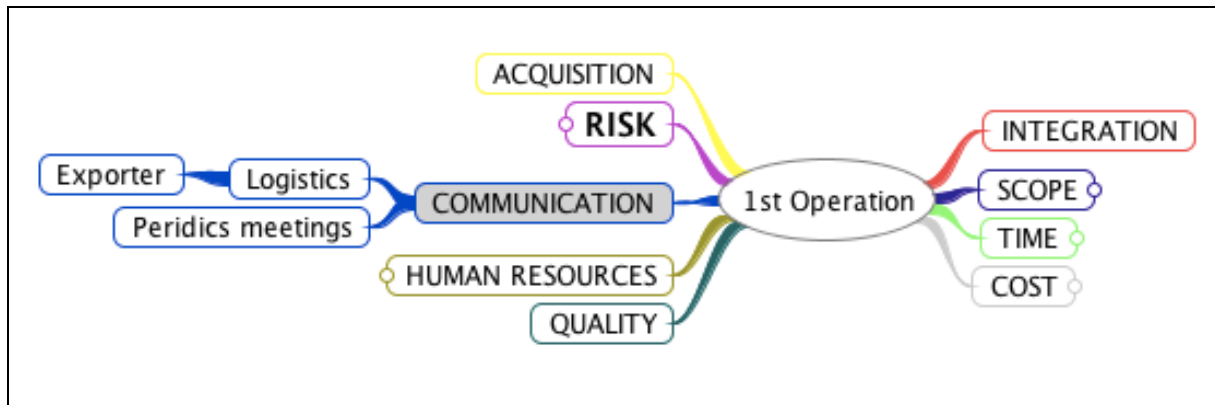 ACQUISITION
RISK
Exporter
Logistics
COMMUNICATION
Peridics meetings
HUMAN RESOURCES
QUALITY
1st Operation
INTEGRATION
SCOPE
TIME
COST